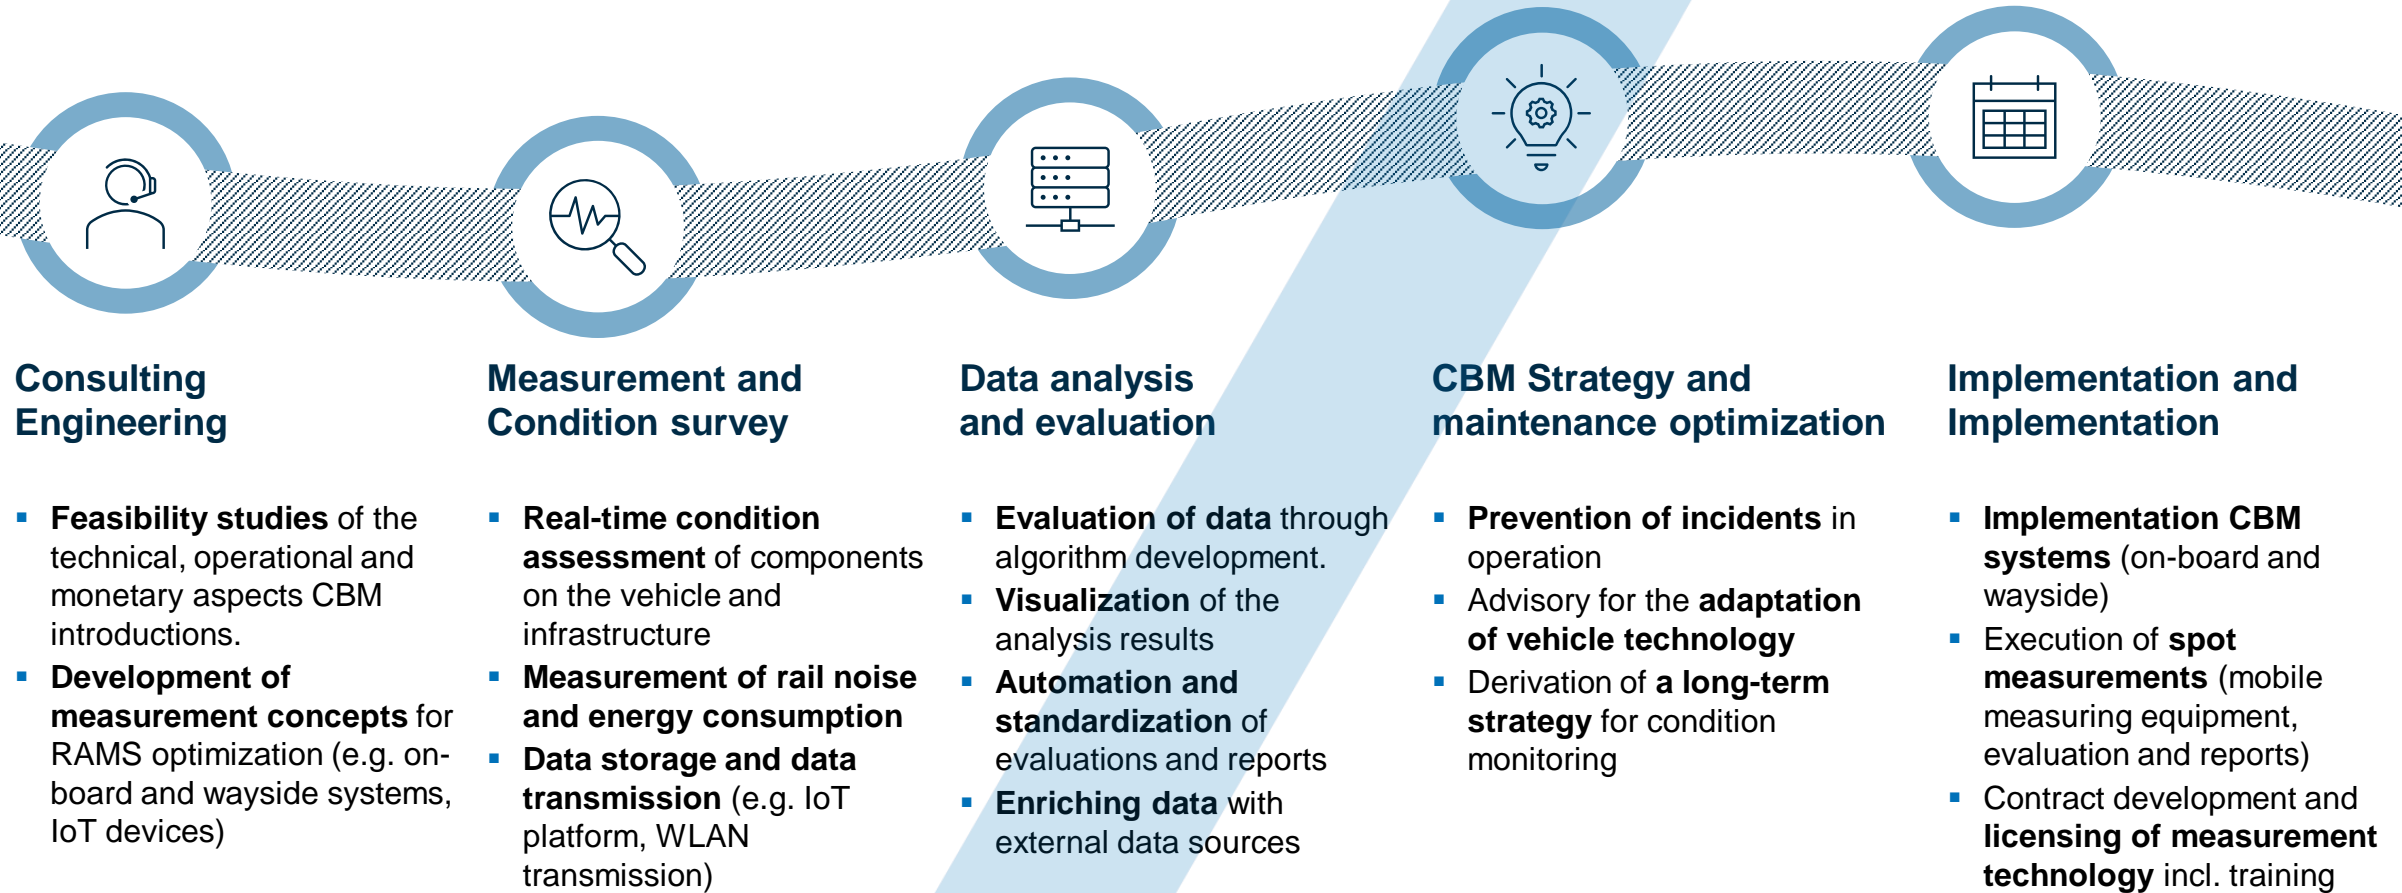 Consulting
Engineering
Feasibility studies of the
technical, operational and
monetary aspects CBM
introductions.
Development of
measurement concepts for
RAMS optimization (e.g. on-
board and wayside systems,
IoT devices)
Measurement and
Condition survey
Real-time condition
assessment of components
on the vehicle and
infrastructure
Measurement of rail noise
and energy consumption
Data storage and data
transmission (e.g. IoT
platform, WLAN
transmission)
Data analysis
and evaluation
Evaluation of data through
algorithm development.
Visualization of the
analysis results
Automation and
standardization of
evaluations and reports
Enriching data with
external data sources
CBM Strategy and
maintenance optimization
Prevention of incidents in
operation
Advisory for the adaptation
of vehicle technology
Derivation of a long-term
strategy for condition
monitoring
Implementation and
Implementation
Implementation CBM
systems (on-board and
wayside)
Execution of spot
measurements (mobile
measuring equipment,
evaluation and reports)
Contract development and
licensing of measurement
technology incl. training